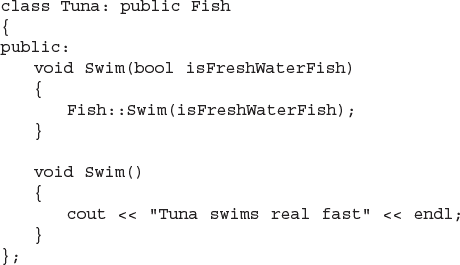 class Tuna: public Fish
{
public:
    void Swim(bool isFreshWaterFish)
    {
        Fish::Swim(isFreshWaterFish);
    }

    void Swim()
    {
        cout << "Tuna swims real fast" << endl;
    }
};